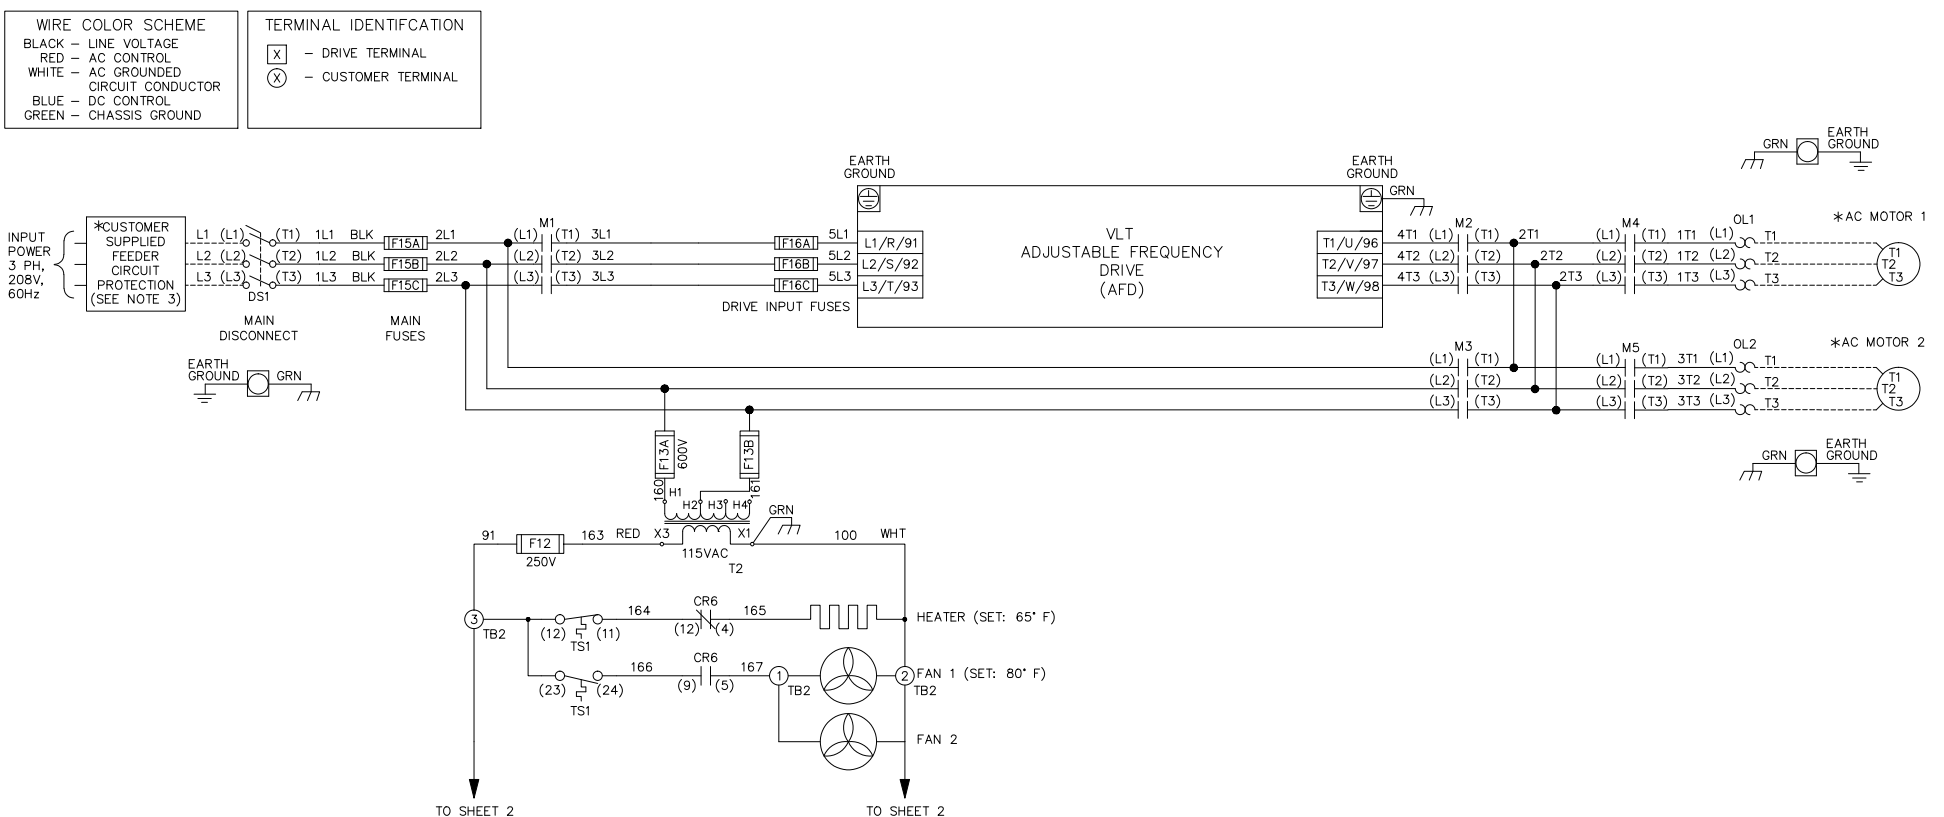 WIRE COLOR SCHEME
BLACK – LINE VOLTAGE
RED – AC CONTROL
WHITE – AC GROUNDED
CIRCUIT CONDUCTOR
BLUE – DC CONTROL
GREEN – CHASSIS GROUND
TERMINAL IDENTIFCATION
X – DRIVE TERMINAL
X – CUSTOMER TERMINAL
INPUT
POWER
3 PH,
208V,
60Hz
*CUSTOMER
SUPPLIED
FEEDER
CIRCUIT
PROTECTION
(SEE NOTE 3)
L1 (L1) (T1) 1L1 BLK F15A 2L1 (L1) M1 (T1) 3L1 F16A 5L1 L1/R/91
L2 (L2) (T2) 1L2 BLK F15B 2L2 (L2) (T2) 3L2 F16B 5L2 L2/S/92
L3 (L3) (T3) 1L3 BLK F15C 2L3 (L3) (T3) 3L3 F16C 5L3 L3/T/93
DS1
MAIN
DISCONNECT
MAIN
FUSES
DRIVE INPUT FUSES
EARTH
GROUND
GRN
EARTH
GROUND
VLT
ADJUSTABLE FREQUENCY
DRIVE
(AFD)
EARTH
GROUND
GRN
T1/U/96 4T1 (L1) M2 (T1) 2T1 (L1) M4 (T1) 1T1 (L1) OL1 T1
T2/V/97 4T2 (L2) (T2) 2T2 (L2) (T2) 1T2 (L2) T2
T3/W/98 4T3 (L3) (T3) 2T3 (L3) (T3) 1T3 (L3) T3
GRN
EARTH
GROUND
*AC MOTOR 1
T1
T2
T3
(L1) M3 (T1) (L1) M5 (T1) 3T1 (L1) OL2 T1
(L2) (T2) (L2) (T2) 3T2 (L2) T2
(L3) (T3) (L3) (T3) 3T3 (L3) T3
*AC MOTOR 2
T1
T2
T3
GRN
EARTH
GROUND
F13A
600V
F13B
160
H1
H2
H3
H4
161
GRN
91 F12 163 RED X3 X1 100 WHT
250V
115VAC
T2
3
TB2
(12) (11)
TS1
164
CR6
(12) (4)
165
HEATER (SET: 65° F)
(23) (24)
TS1
166
CR6
(9) (5)
167
1
TB2
2
TB2
FAN 1 (SET: 80° F)
FAN 2
TO SHEET 2
TO SHEET 2